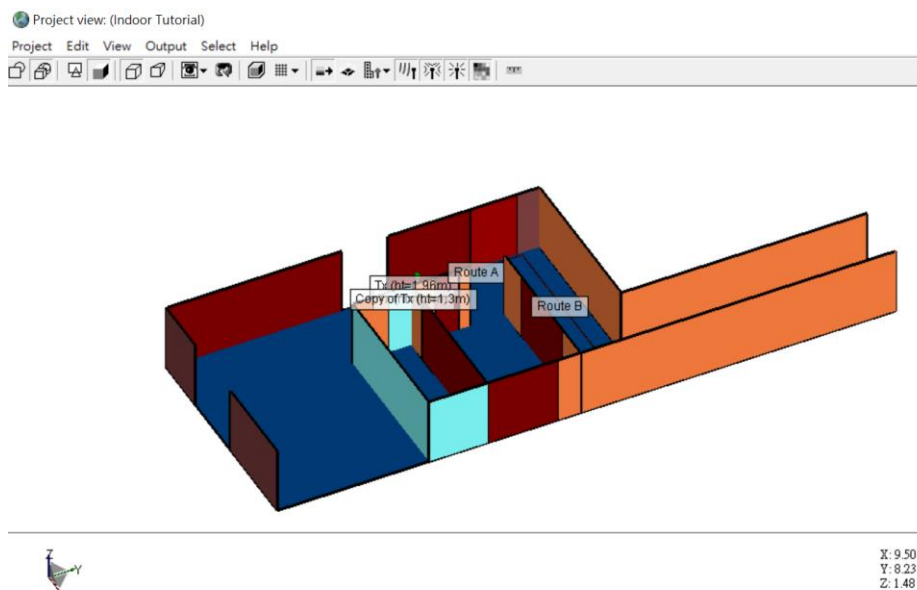 Project view: (Indoor Tutorial)
Project Edit View Output Select Help
Route A
Tx (ht=1.96m)
Copy of Tx (ht=1.3m)
Route B
Z
Y
X: 9.50
Y: 8.23
Z: 1.48